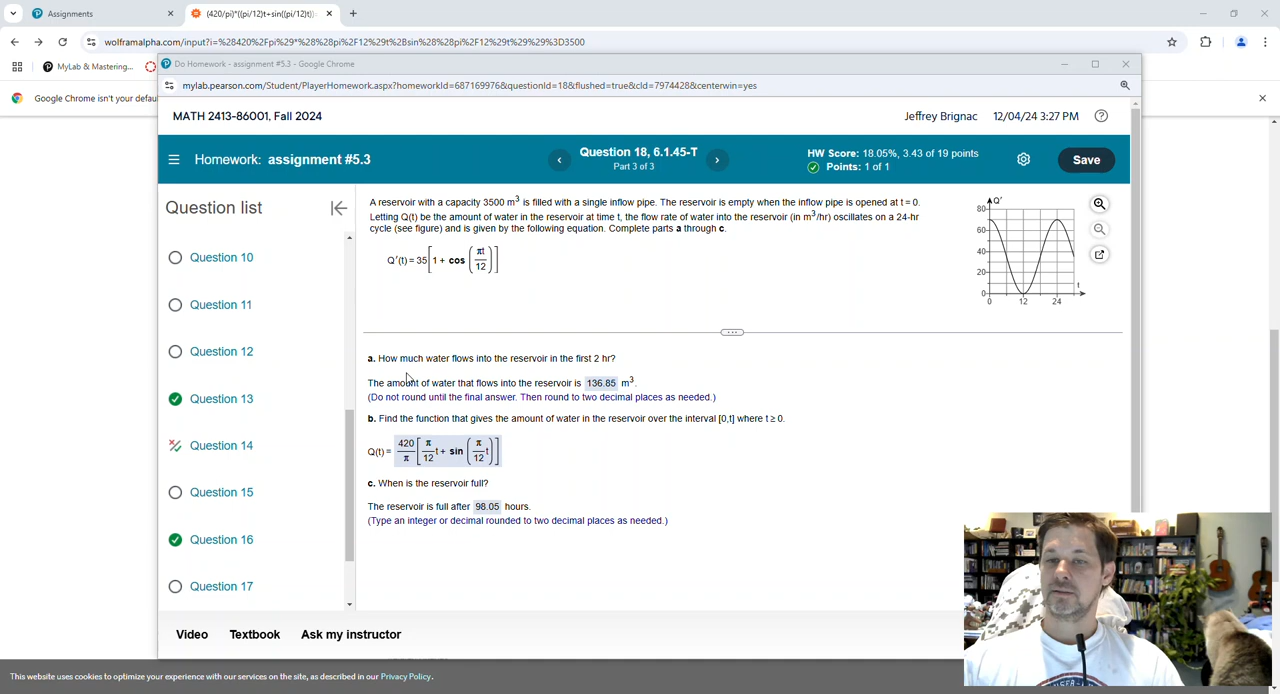 Assignments
(420/pi)*((pi/12)t+sin((pi/12)t))=
wolframalpha.com/input?i=%28420%2Fpi%29*%28%28pi%2F12%29t%2Bsin%28%28pi%2F12%29t%29%29%3D3500
MyLab & Mastering...
Do Homework - assignment #5.3 - Google Chrome
mylab.pearson.com/Student/PlayerHomework.aspx?homeworkId=687169976&questionId=18&flushed=true&cId=7974428&centerwin=yes
Google Chrome isn't your defau
MATH 2413-86001, Fall 2024
Jeffrey Brignac 12/04/24 3:27 PM
Homework: assignment #5.3
Question 18, 6.1.45-T
Part 3 of 3
HW Score: 18.05%, 3.43 of 19 points
Points: 1 of 1
Save
Question list
Question 10
Question 11
Question 12
Question 13
Question 14
Question 15
Question 16
Question 17
A reservoir with a capacity 3500 m³ is filled with a single inflow pipe. The reservoir is empty when the inflow pipe is opened at t = 0.
Letting Q(t) be the amount of water in the reservoir at time t, the flow rate of water into the reservoir (in m³/hr) oscillates on a 24-hr
cycle (see figure) and is given by the following equation. Complete parts a through c.
Q′(t) = 35[1 + cos (πt/12)]
Q'
80
60
40
20
0
0 12 24
t
a. How much water flows into the reservoir in the first 2 hr?
The amount of water that flows into the reservoir is 136.85 m³.
(Do not round until the final answer. Then round to two decimal places as needed.)
b. Find the function that gives the amount of water in the reservoir over the interval [0,t] where t ≥ 0.
Q(t) = 420/π [π/12 t + sin (π/12 t)]
c. When is the reservoir full?
The reservoir is full after 98.05 hours.
(Type an integer or decimal rounded to two decimal places as needed.)
Video Textbook Ask my instructor
This website uses cookies to optimize your experience with our services on the site, as described in our Privacy Policy.